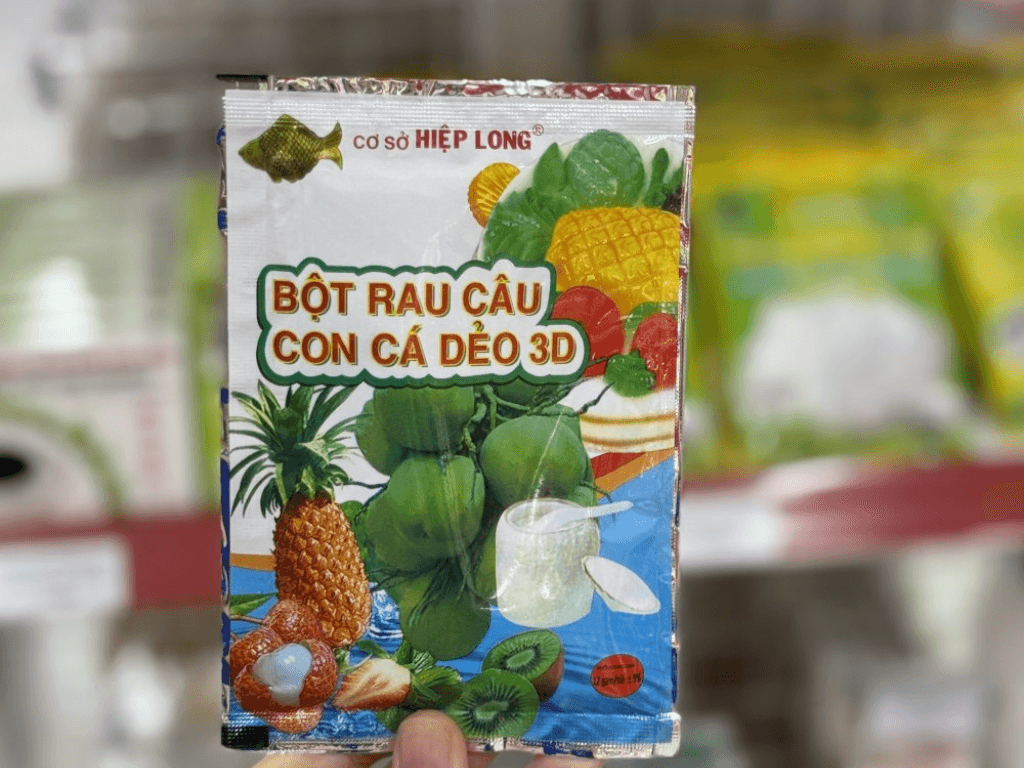 CƠ SỞ HIỆP LONG®
BỘT RAU CÂU
CON CÁ DẺO 3D